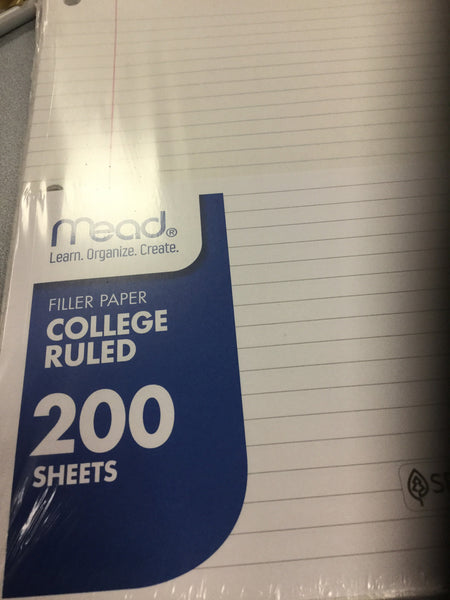 Mead®
Learn. Organize. Create.
FILLER PAPER
COLLEGE
RULED
200
SHEETS